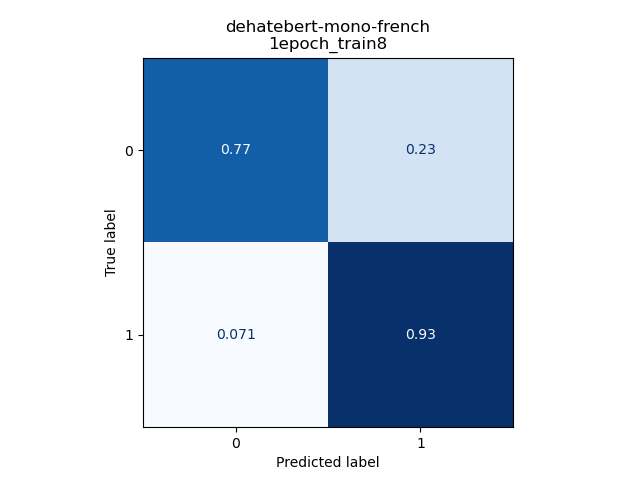 dehatebert-mono-french
1epoch_train8
0
0.77
0.23
True label
1
0.071
0.93
0
1
Predicted label